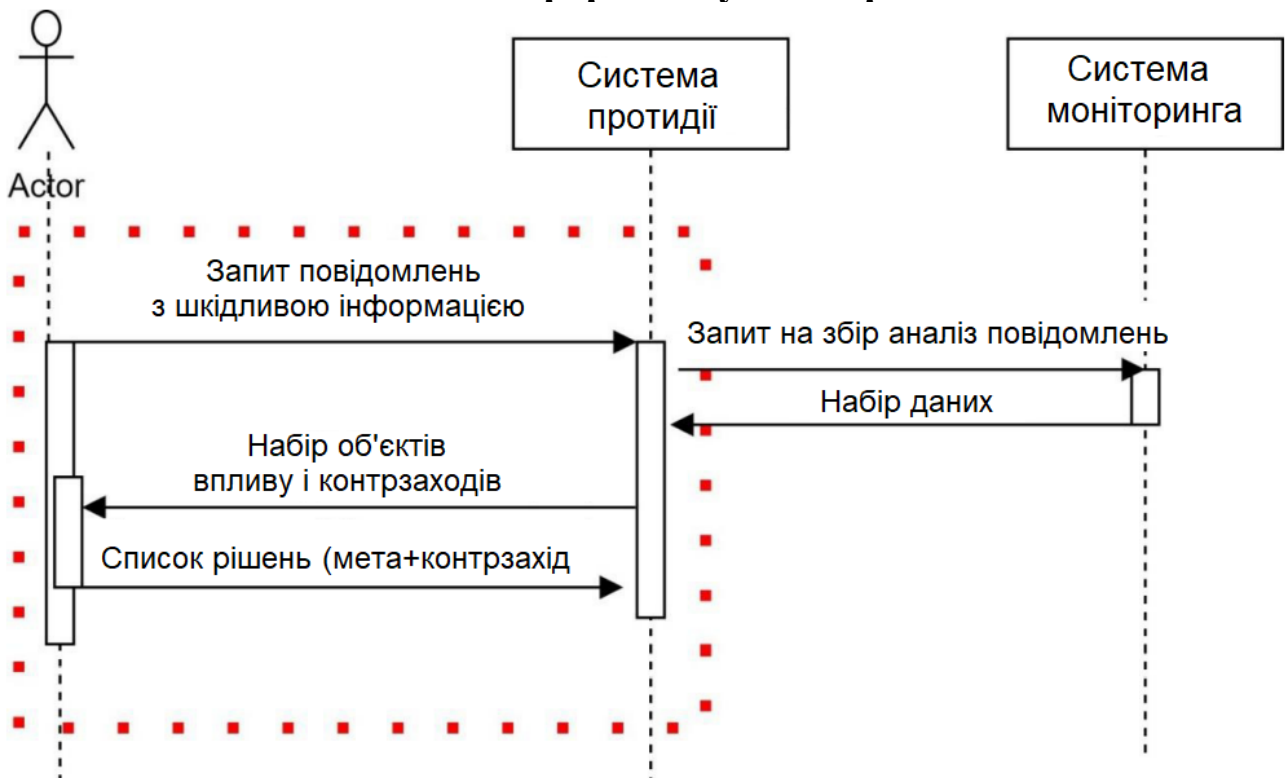 Система
протидії
Система
моніторинга
Actor
Запит повідомлень
з шкідливою інформацією
Запит на збір аналіз повідомлень
Набір даних
Набір об'єктів
впливу і контрзаходів
Список рішень (мета+контрзахід